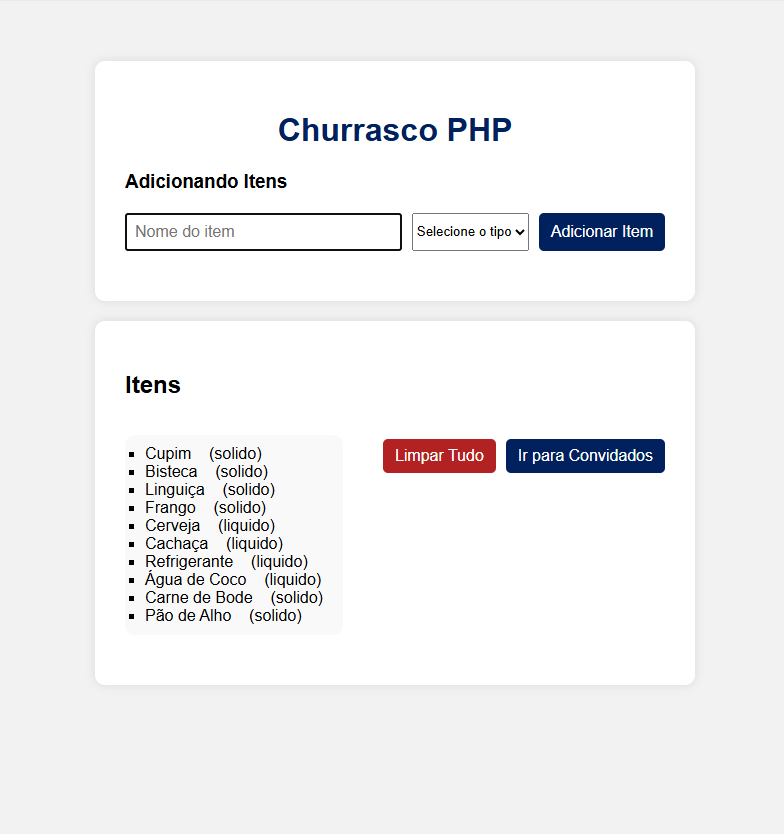 Churrasco PHP
Adicionando Itens
Nome do item Selecione o tipo Adicionar Item
Itens
Limpar Tudo Ir para Convidados
Cupim (solido)
Bisteca (solido)
Linguiça (solido)
Frango (solido)
Cerveja (liquido)
Cachaça (liquido)
Refrigerante (liquido)
Água de Coco (liquido)
Carne de Bode (solido)
Pão de Alho (solido)